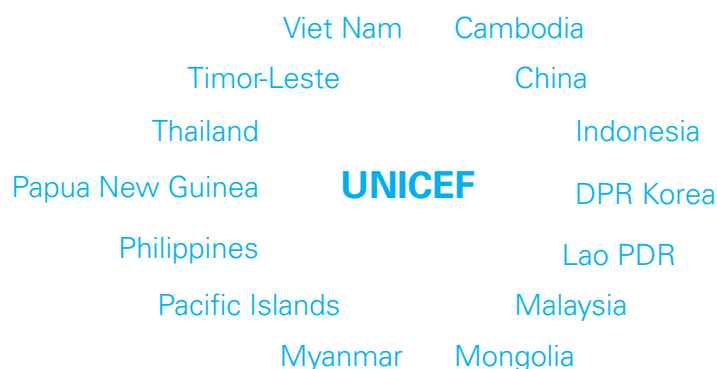 Viet Nam Cambodia
Timor-Leste China
Thailand Indonesia
Papua New Guinea UNICEF DPR Korea
Philippines Lao PDR
Pacific Islands Malaysia
Myanmar Mongolia